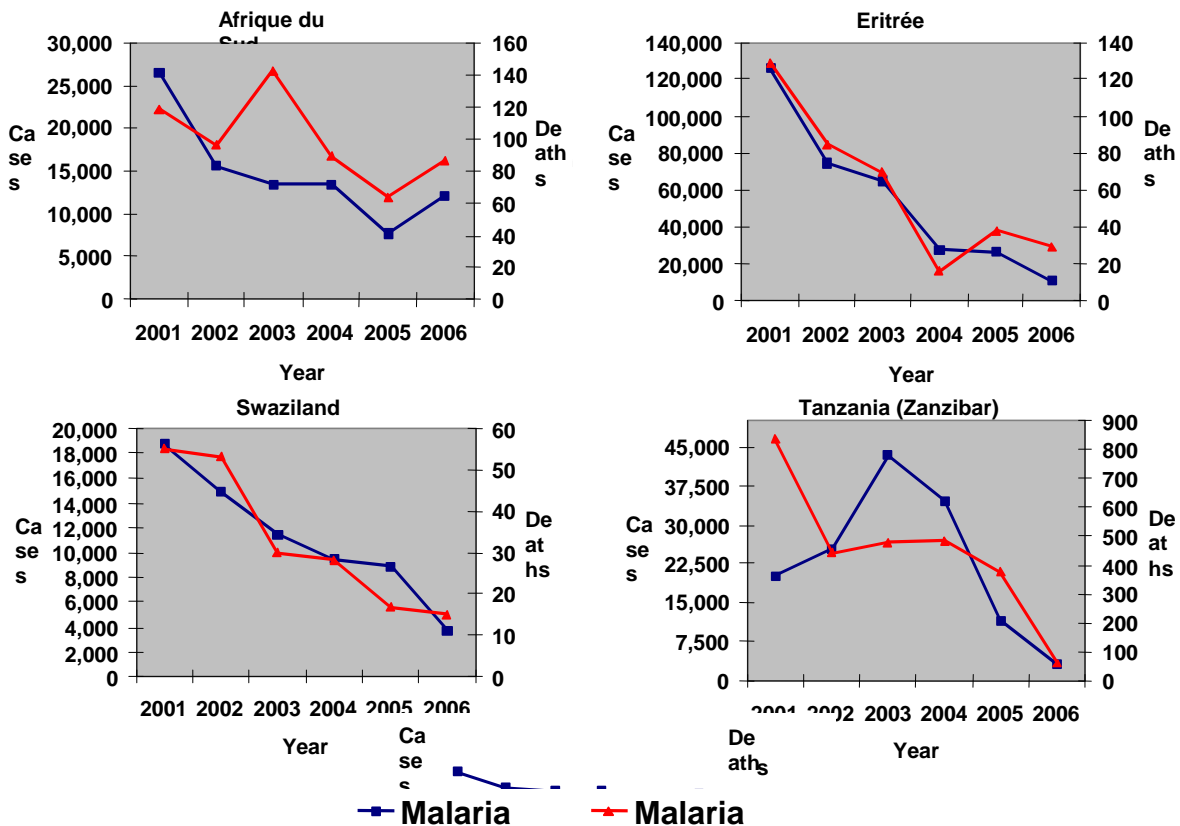 Afrique du
Sud
30,000
25,000
20,000
15,000
10,000
5,000
0
Ca
se
s
160
140
120
100
80
60
40
20
0
De
ath
s
2001 2002 2003 2004 2005 2006
Year
Eritrée
140,000
120,000
100,000
80,000
60,000
40,000
20,000
0
Ca
se
s
140
120
100
80
60
40
20
0
De
ath
s
2001 2002 2003 2004 2005 2006
Year
Swaziland
20,000
18,000
16,000
14,000
12,000
10,000
8,000
6,000
4,000
2,000
0
Ca
se
s
60
50
40
30
20
10
0
De
at
hs
2001 2002 2003 2004 2005 2006
Year
Tanzania (Zanzibar)
45,000
37,500
30,000
22,500
15,000
7,500
0
Ca
se
s
900
800
700
600
500
400
300
200
100
0
De
at
hs
2001 2002 2003 2004 2005 2006
Year
Ca
se
s
De
aths
Malaria Malaria